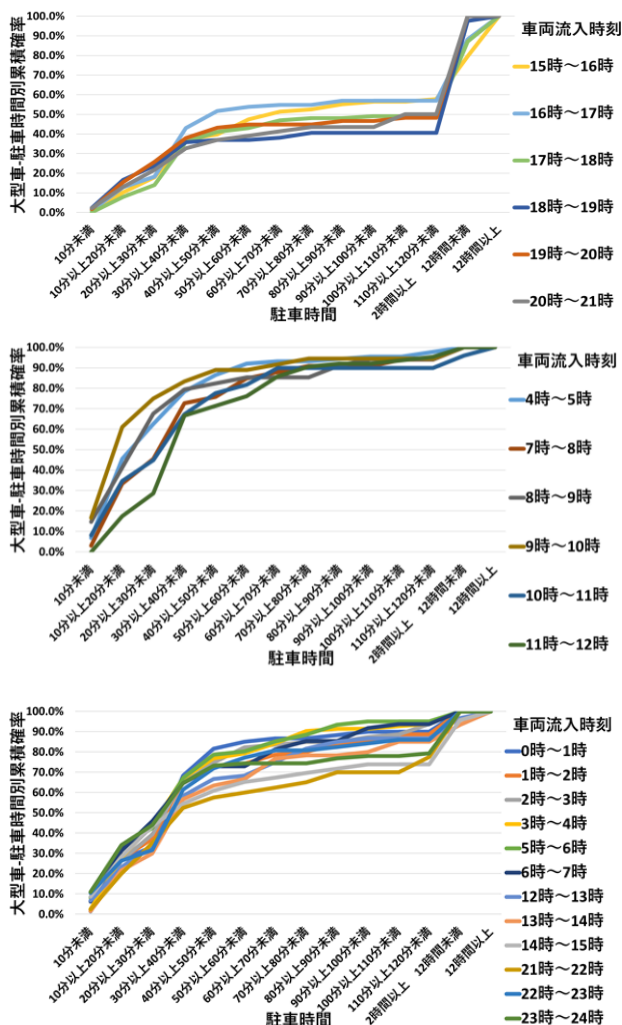 大型車-駐車時間別累積確率
100.0%
90.0%
80.0%
70.0%
60.0%
50.0%
40.0%
30.0%
20.0%
10.0%
0.0%
10分未満
10分以上20分未満
20分以上30分未満
30分以上40分未満
40分以上50分未満
50分以上60分未満
60分以上70分未満
70分以上80分未満
80分以上90分未満
90分以上100分未満
100分以上110分未満
110分以上120分未満
2時間以上 12時間未満
12時間以上
駐車時間
車両流入時刻
15時～16時
16時～17時
17時～18時
18時～19時
19時～20時
20時～21時
大型車-駐車時間別累積確率
100.0%
90.0%
80.0%
70.0%
60.0%
50.0%
40.0%
30.0%
20.0%
10.0%
0.0%
10分未満
10分以上20分未満
20分以上30分未満
30分以上40分未満
40分以上50分未満
50分以上60分未満
60分以上70分未満
70分以上80分未満
80分以上90分未満
90分以上100分未満
100分以上110分未満
110分以上120分未満
2時間以上 12時間未満
12時間以上
駐車時間
車両流入時刻
4時～5時
7時～8時
8時～9時
9時～10時
10時～11時
11時～12時
大型車-駐車時間別累積確率
100.0%
90.0%
80.0%
70.0%
60.0%
50.0%
40.0%
30.0%
20.0%
10.0%
0.0%
10分未満
10分以上20分未満
20分以上30分未満
30分以上40分未満
40分以上50分未満
50分以上60分未満
60分以上70分未満
70分以上80分未満
80分以上90分未満
90分以上100分未満
100分以上110分未満
110分以上120分未満
2時間以上 12時間未満
12時間以上
駐車時間
車両流入時刻
0時～1時
1時～2時
2時～3時
3時～4時
5時～6時
6時～7時
12時～13時
13時～14時
14時～15時
21時～22時
22時～23時
23時～24時